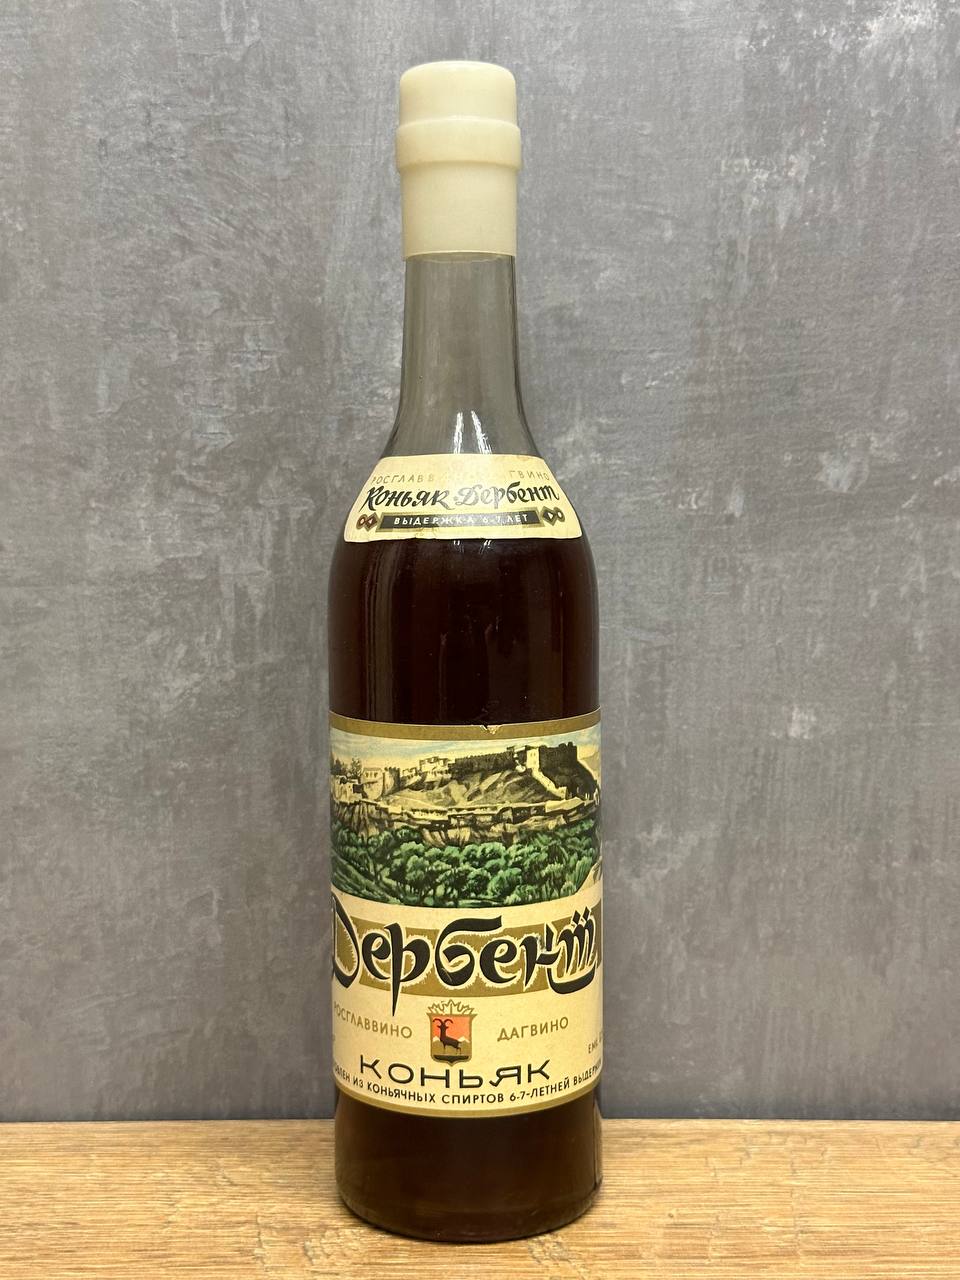 Коньяк Дербент
ВЫДЕРЖКА 6-7 ЛЕТ
Дербент
РОСГЛАВВИНО ДАГВИНО
КОНЬЯК
ИЗ КОНЬЯЧНЫХ СПИРТОВ 6-7-ЛЕТНЕЙ